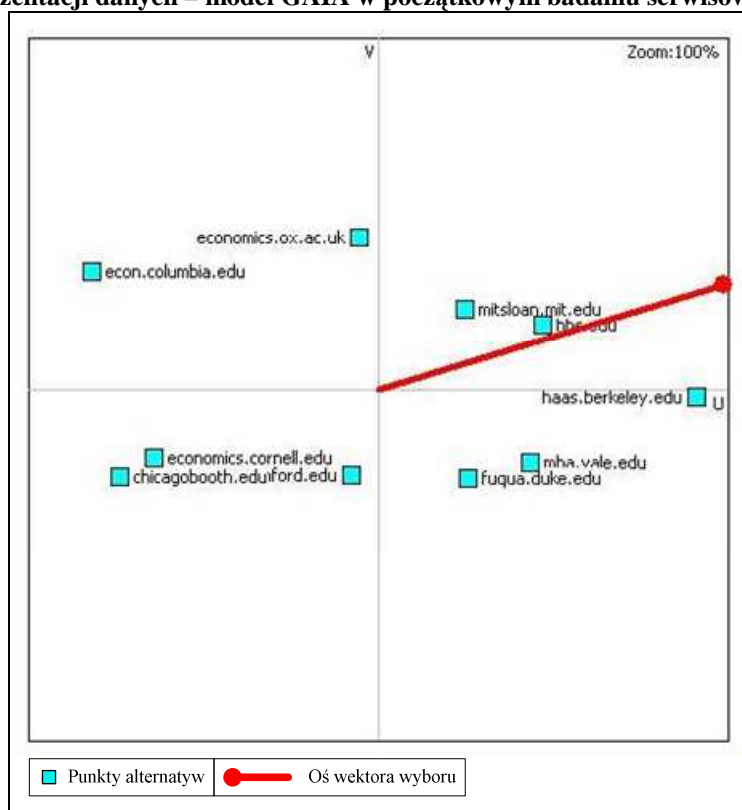 zentacji danych – model GAIA w początkowym badaniu serwisów
V
Zoom:100%
economics.ox.ac.uk
econ.columbia.edu
mitsloan.mit.edu
hbs.edu
haas.berkeley.edu
U
economics.cornell.edu
mba.yale.edu
chicagobooth.edu
fuqua.duke.edu
Punkty alternatyw
Oś wektora wyboru